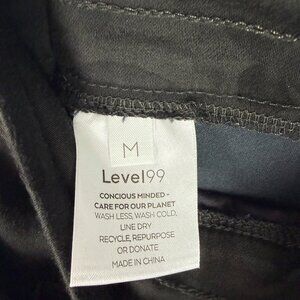 M
Level99
CONCIOUS MINDED -
CARE FOR OUR PLANET
WASH LESS, WASH COLD,
LINE DRY
RECYCLE, REPURPOSE
OR DONATE
MADE IN CHINA